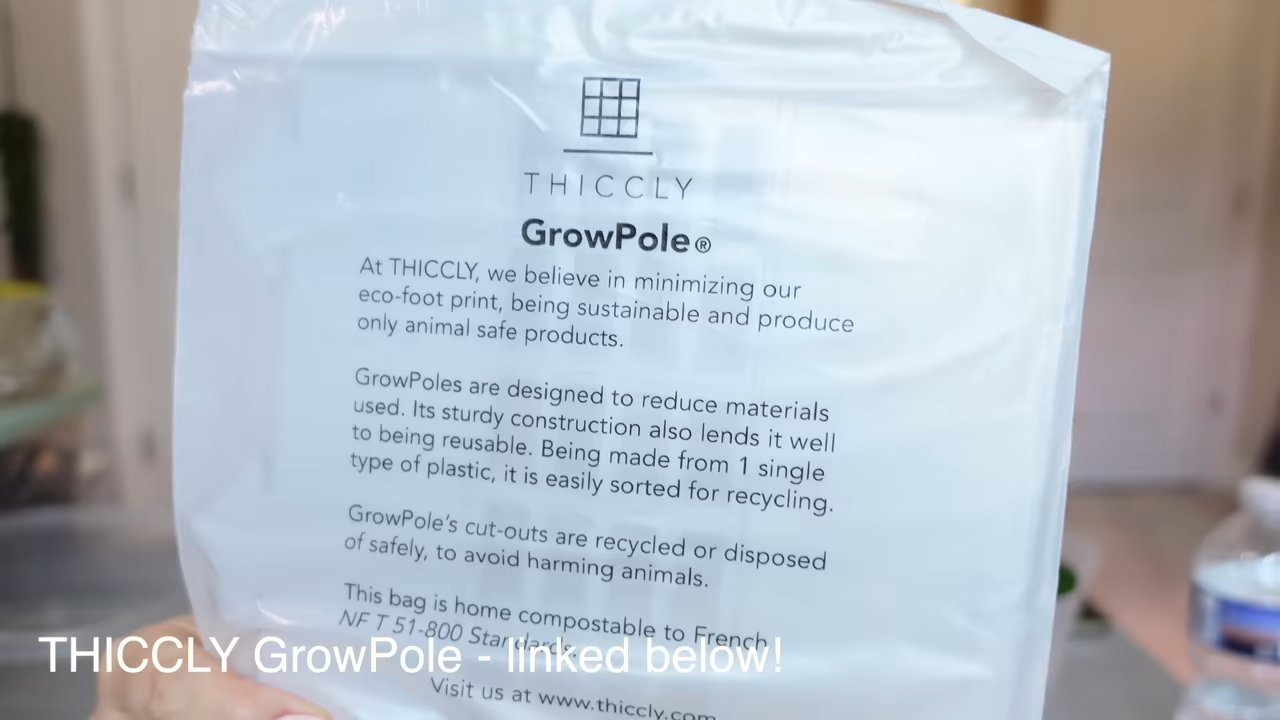 THICCLY
GrowPole®
At THICCLY, we believe in minimizing our
eco-foot print, being sustainable and produce
only animal safe products.
GrowPoles are designed to reduce materials
used. Its sturdy construction also lends it well
to being reusable. Being made from 1 single
type of plastic, it is easily sorted for recycling.
GrowPole's cut-outs are recycled or disposed
of safely, to avoid harming animals.
This bag is home compostable to French
NF T 51-800 Standards.
THICCLY GrowPole - linked below!
Visit us at www.thiccly.com